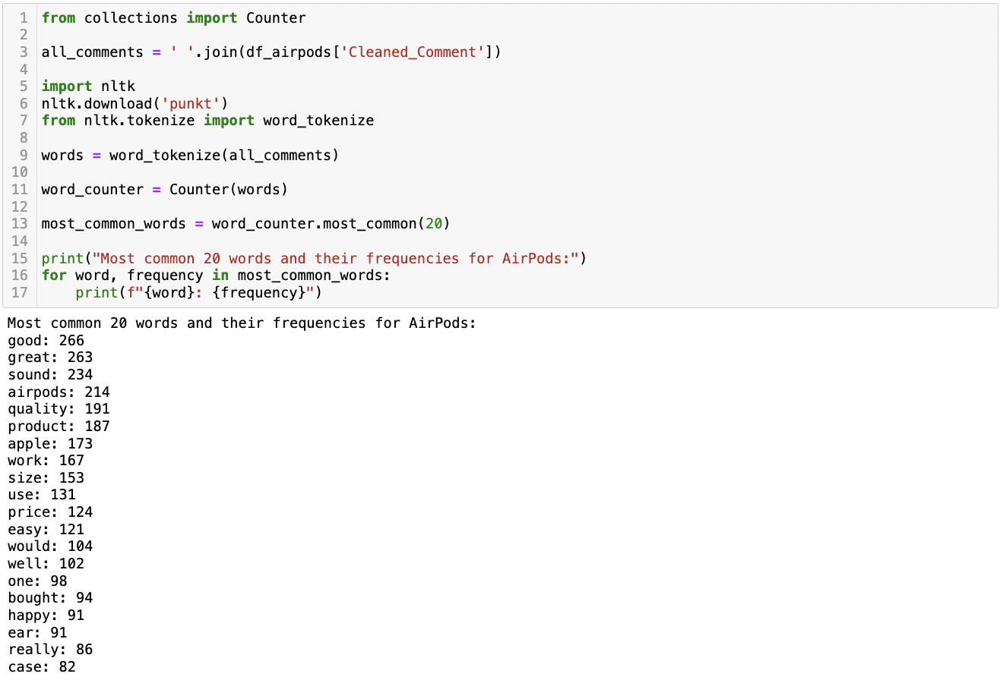 1 from collections import Counter
2
3 all_comments = ' '.join(df_airpods['Cleaned_Comment'])
4
5 import nltk
6 nltk.download('punkt')
7 from nltk.tokenize import word_tokenize
8
9 words = word_tokenize(all_comments)
10
11 word_counter = Counter(words)
12
13 most_common_words = word_counter.most_common(20)
14
15 print("Most common 20 words and their frequencies for AirPods:")
16 for word, frequency in most_common_words:
17     print(f"{word}: {frequency}")
Most common 20 words and their frequencies for AirPods:
good: 266
great: 263
sound: 234
airpods: 214
quality: 191
product: 187
apple: 173
work: 167
size: 153
use: 131
price: 124
easy: 121
would: 104
well: 102
one: 98
bought: 94
happy: 91
ear: 91
really: 86
case: 82